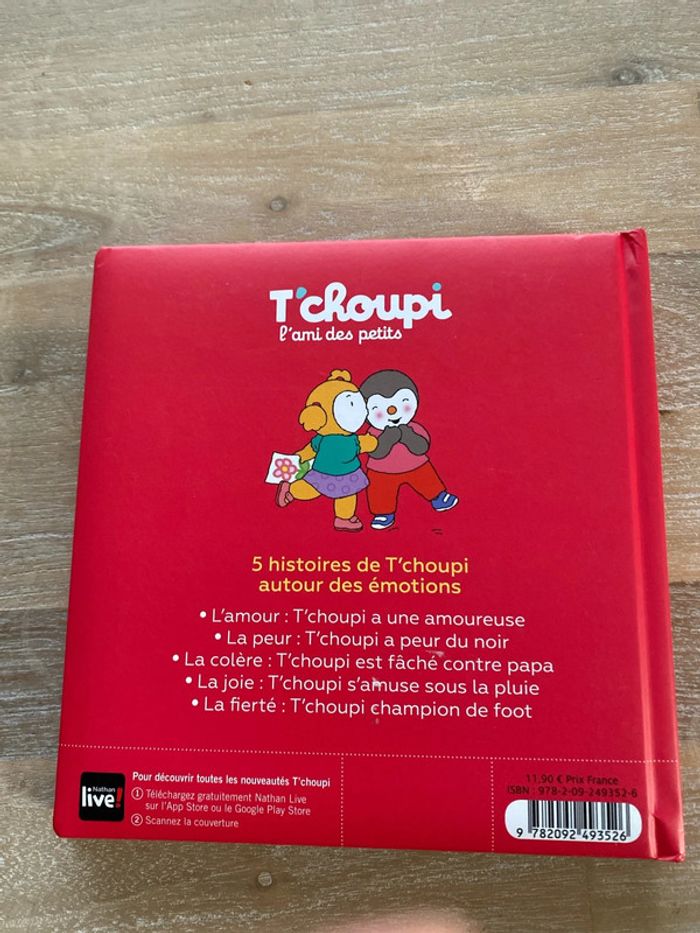 T'choupi
l'ami des petits
5 histoires de T'choupi
autour des émotions
• L'amour : T'choupi a une amoureuse
• La peur : T'choupi a peur du noir
• La colère : T'choupi est fâché contre papa
• La joie : T'choupi s'amuse sous la pluie
• La fierté : T'choupi champion de foot
Nathan
live!
Pour découvrir toutes les nouveautés T'choupi
1 Téléchargez gratuitement Nathan Live
sur l'App Store ou le Google Play Store
2 Scannez la couverture
11,90 € Prix France
ISBN : 978-2-09-249352-6
9 782092 493526